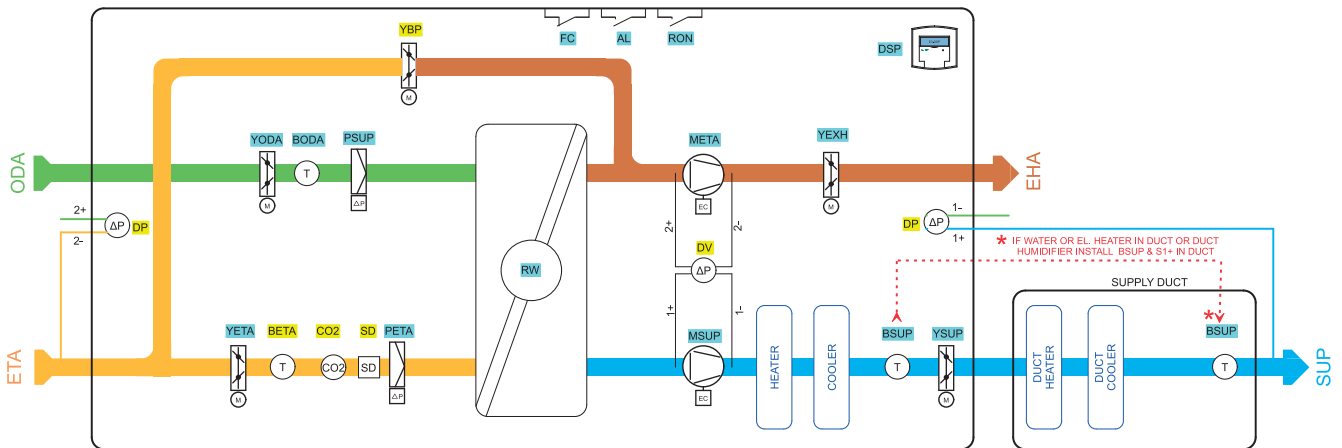 YBP
M
FC
AL
RON
DSP
ODA
YODA
BODA
PSUP
T
M
ΔP
META
EC
YEXH
M
EHA
2+
2-
ΔP
DP
RW
2+
2-
DV
ΔP
1+
1-
DP
ΔP
1-
1+
* IF WATER OR EL. HEATER IN DUCT OR DUCT
HUMIDIFIER INSTALL BSUP & S1+ IN DUCT
SUPPLY DUCT
ETA
YETA
BETA
CO2
SD
PETA
T
CO2
SD
M
ΔP
MSUP
EC
HEATER
COOLER
BSUP
T
YSUP
M
DUCT
HEATER
DUCT
COOLER
*
BSUP
T
SUP